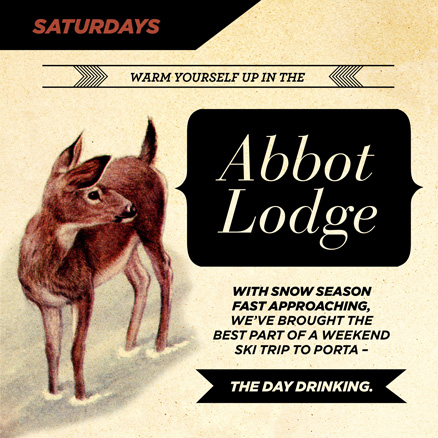 SATURDAYS
WARM YOURSELF UP IN THE
Abbot
Lodge
WITH SNOW SEASON
FAST APPROACHING,
WE'VE BROUGHT THE
BEST PART OF A WEEKEND
SKI TRIP TO PORTA –
THE DAY DRINKING.